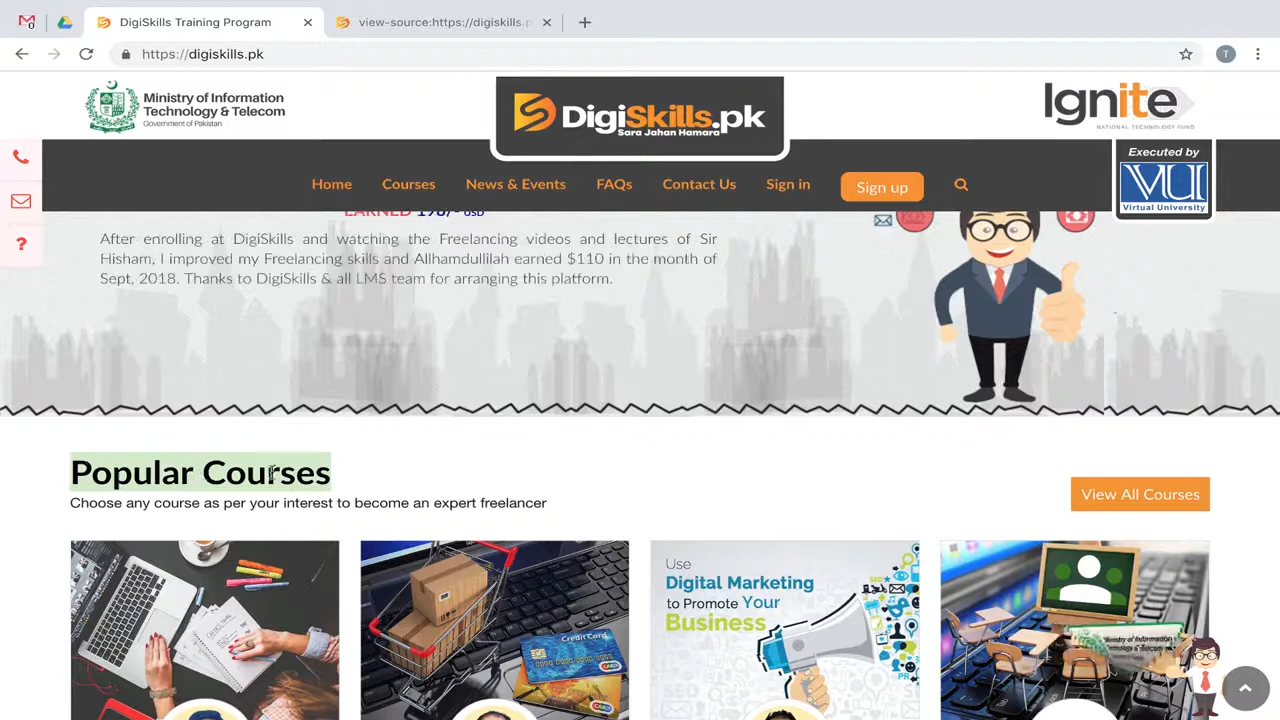 DigiSkills Training Program
view-source:https://digiskills.p
https://digiskills.pk
T
Ministry of Information
Technology & Telecom
Government of Pakistan
DigiSkills.pk
Sara Jahan Hamara
Ignite
NATIONAL TECHNOLOGY FUND
Executed by
VU
Virtual University
Home
Courses
News & Events
FAQs
Contact Us
Sign in
Sign up
?
EARNED 198/- USD
After enrolling at DigiSkills and watching the Freelancing videos and lectures of Sir
Hisham, I improved my Freelancing skills and Allhamdullilah earned $110 in the month of
Sept, 2018. Thanks to DigiSkills & all LMS team for arranging this platform.
Popular Courses
Choose any course as per your interest to become an expert freelancer
View All Courses
Credit Card
Use
Digital Marketing
to Promote Your
Business
SEO
PR